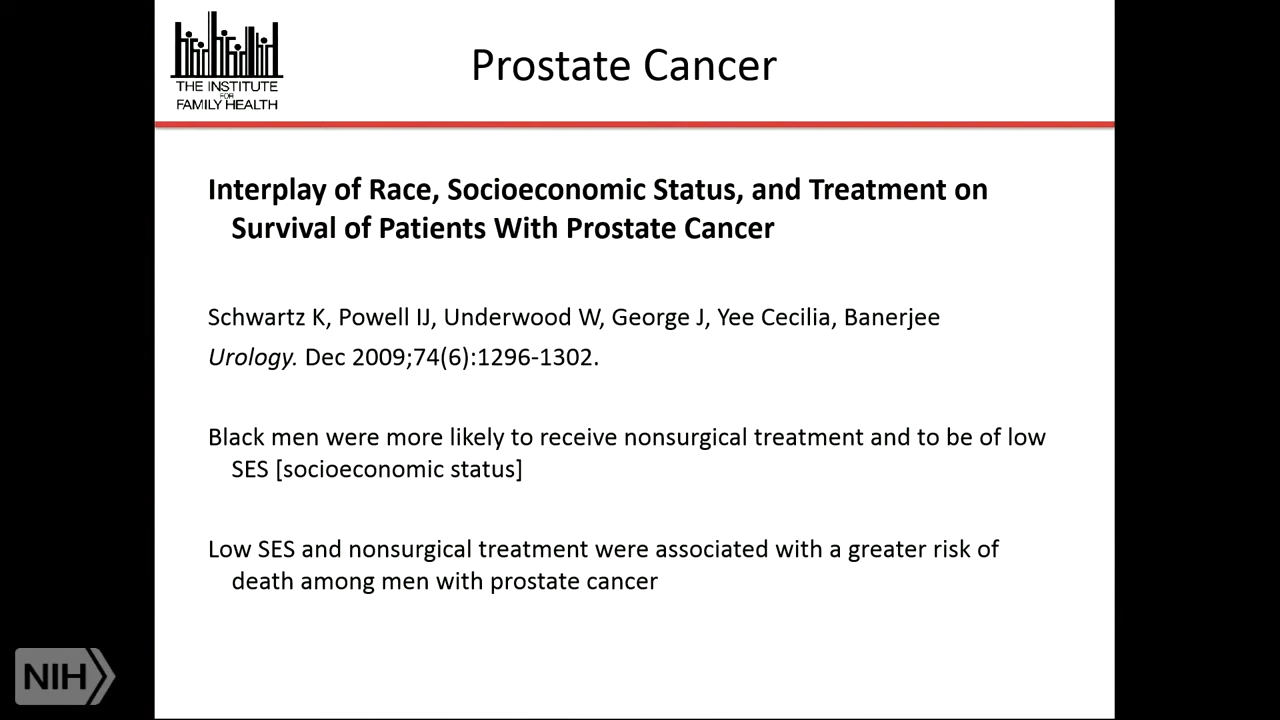 THE INSTITUTE
FOR
FAMILY HEALTH
Prostate Cancer
Interplay of Race, Socioeconomic Status, and Treatment on
Survival of Patients With Prostate Cancer
Schwartz K, Powell IJ, Underwood W, George J, Yee Cecilia, Banerjee
Urology. Dec 2009;74(6):1296-1302.
Black men were more likely to receive nonsurgical treatment and to be of low
SES [socioeconomic status]
Low SES and nonsurgical treatment were associated with a greater risk of
death among men with prostate cancer
NIH